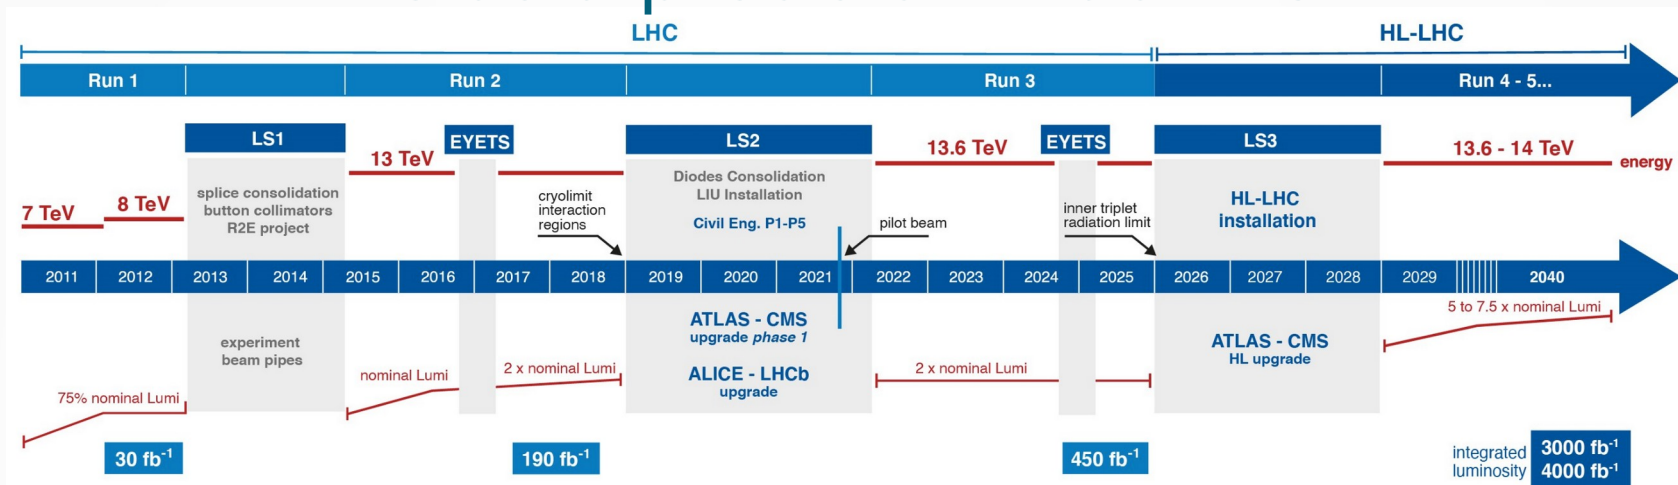 LHC
HL-LHC
Run 1
Run 2
Run 3
Run 4 - 5...
LS1
EYETS
LS2
EYETS
LS3
7 TeV
8 TeV
13 TeV
13.6 TeV
13.6 - 14 TeV
energy
splice consolidation
button collimators
R2E project
cryolimit
interaction
regions
Diodes Consolidation
LIU Installation
Civil Eng. P1-P5
pilot beam
inner triplet
radiation limit
HL-LHC
installation
2011
2012
2013
2014
2015
2016
2017
2018
2019
2020
2021
2022
2023
2024
2025
2026
2027
2028
2029
2040
experiment
beam pipes
ATLAS - CMS
upgrade phase 1
ALICE - LHCb
upgrade
ATLAS - CMS
HL upgrade
75% nominal Lumi
nominal Lumi
2 x nominal Lumi
2 x nominal Lumi
5 to 7.5 x nominal Lumi
30 fb⁻¹
190 fb⁻¹
450 fb⁻¹
integrated
luminosity
3000 fb⁻¹
4000 fb⁻¹